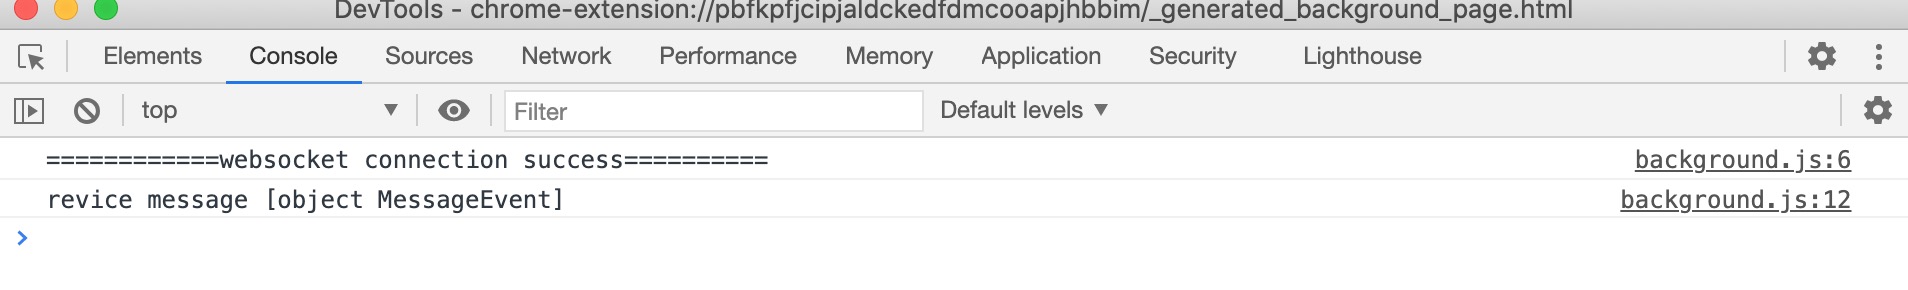 DevTools - chrome-extension://pbfkpfjcipjaldckedfdmcooapjhbbim/_generated_background_page.html
Elements Console Sources Network Performance Memory Application Security Lighthouse
top Filter Default levels
============websocket connection success========== background.js:6
revice message [object MessageEvent] background.js:12